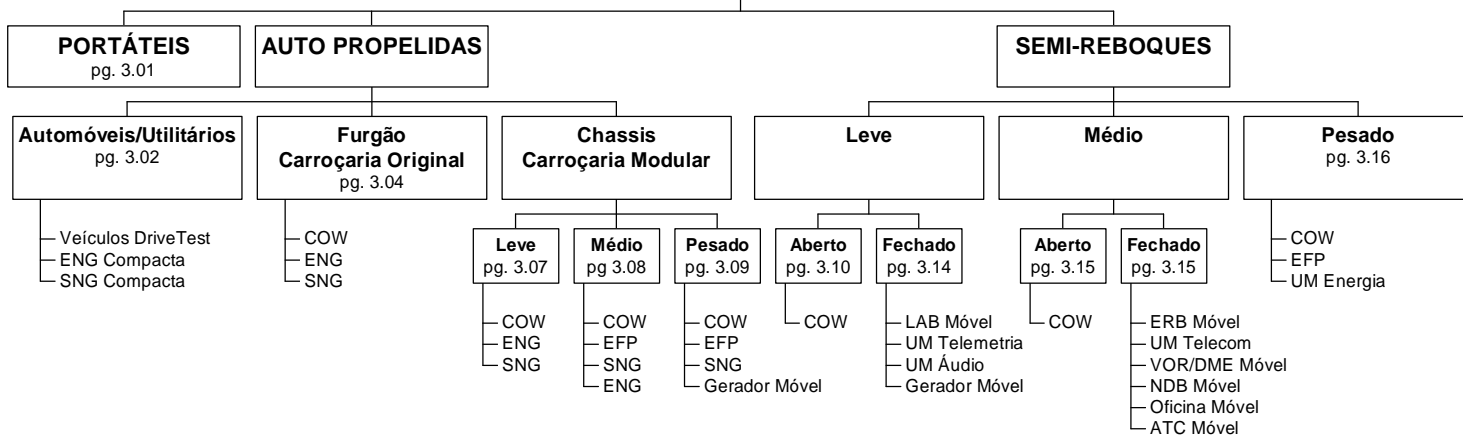 PORTÁTEIS
pg. 3.01
AUTO PROPELIDAS
SEMI-REBOQUES
Automóveis/Utilitários
pg. 3.02
Furgão
Carroçaria Original
pg. 3.04
Chassis
Carroçaria Modular
Leve
Médio
Pesado
pg. 3.16
Veículos DriveTest
ENG Compacta
SNG Compacta
COW
ENG
SNG
Leve
pg. 3.07
Médio
pg 3.08
Pesado
pg. 3.09
Aberto
pg. 3.10
Fechado
pg. 3.14
Aberto
pg. 3.15
Fechado
pg. 3.15
COW
EFP
UM Energia
COW
ENG
SNG
COW
EFP
SNG
ENG
COW
EFP
SNG
Gerador Móvel
COW
LAB Móvel
UM Telemetria
UM Áudio
Gerador Móvel
COW
ERB Móvel
UM Telecom
VOR/DME Móvel
NDB Móvel
Oficina Móvel
ATC Móvel